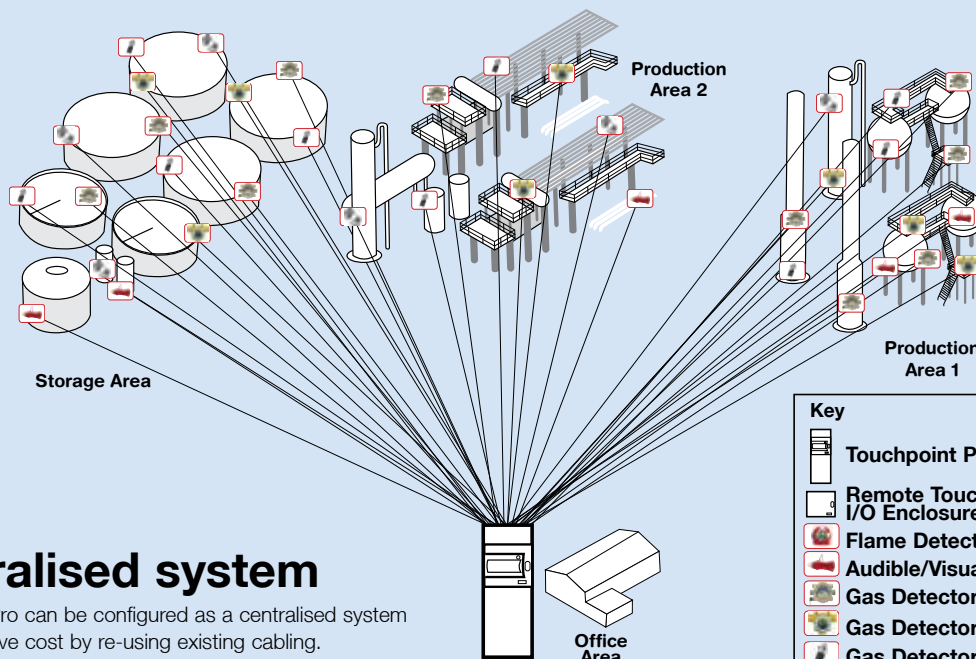 Production
Area 2
Storage Area
Production
Area 1
Key
Touchpoint P
Remote Touc
I/O Enclosure
Flame Detect
Audible/Visua
Gas Detector
Gas Detector
Gas Detector
ralised system
ro can be configured as a centralised system
ve cost by re-using existing cabling.
Office
Area